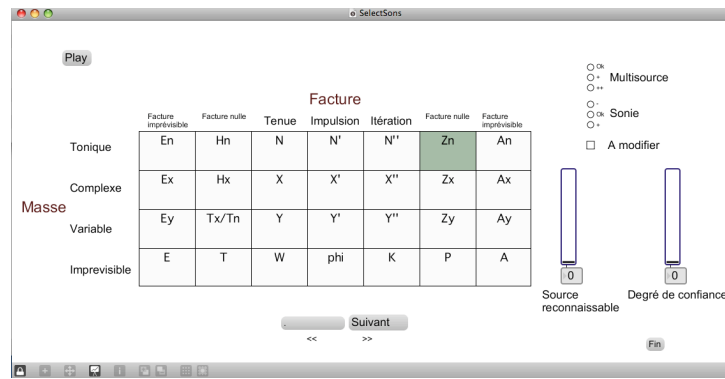 SelectSons
Play
Ok
+ Multisource
++
-
Ok Sonie
+
A modifier
Facture
Facture imprévisible
Facture nulle
Tenue
Impulsion
Itération
Facture nulle
Facture imprévisible
Masse
Tonique En Hn N N' N'' Zn An
Complexe Ex Hx X X' X'' Zx Ax
Variable Ey Tx/Tn Y Y' Y'' Zy Ay
Imprevisible E T W phi K P A
0
0
Source
reconnaissable
Degré de confiance
. Suivant
<< >>
Fin